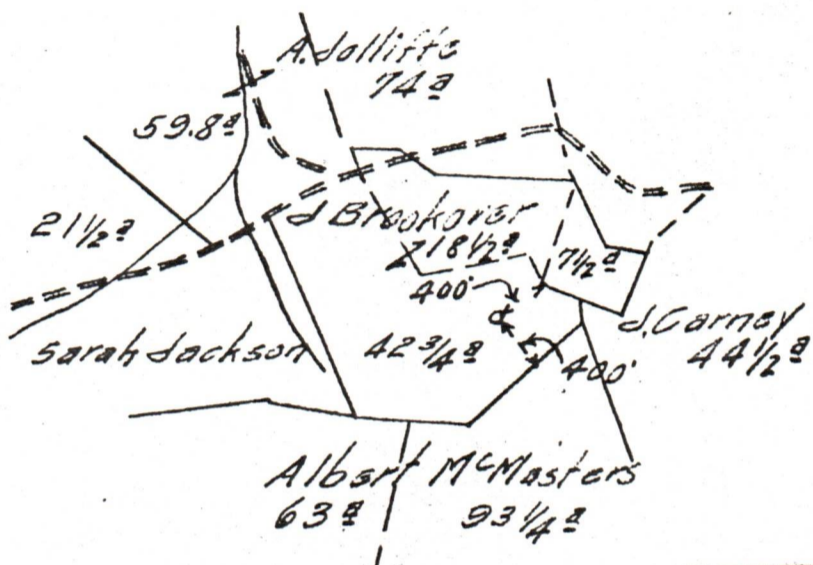 A. Jolliffe
74 a
59.8 a
21 1/2 a
J Brookover
218 1/2 a
7 1/2 a
400'
J. Carney
44 1/2 a
Sarah Jackson
42 3/4 a
400'
Albert McMasters
63 a
93 1/4 a